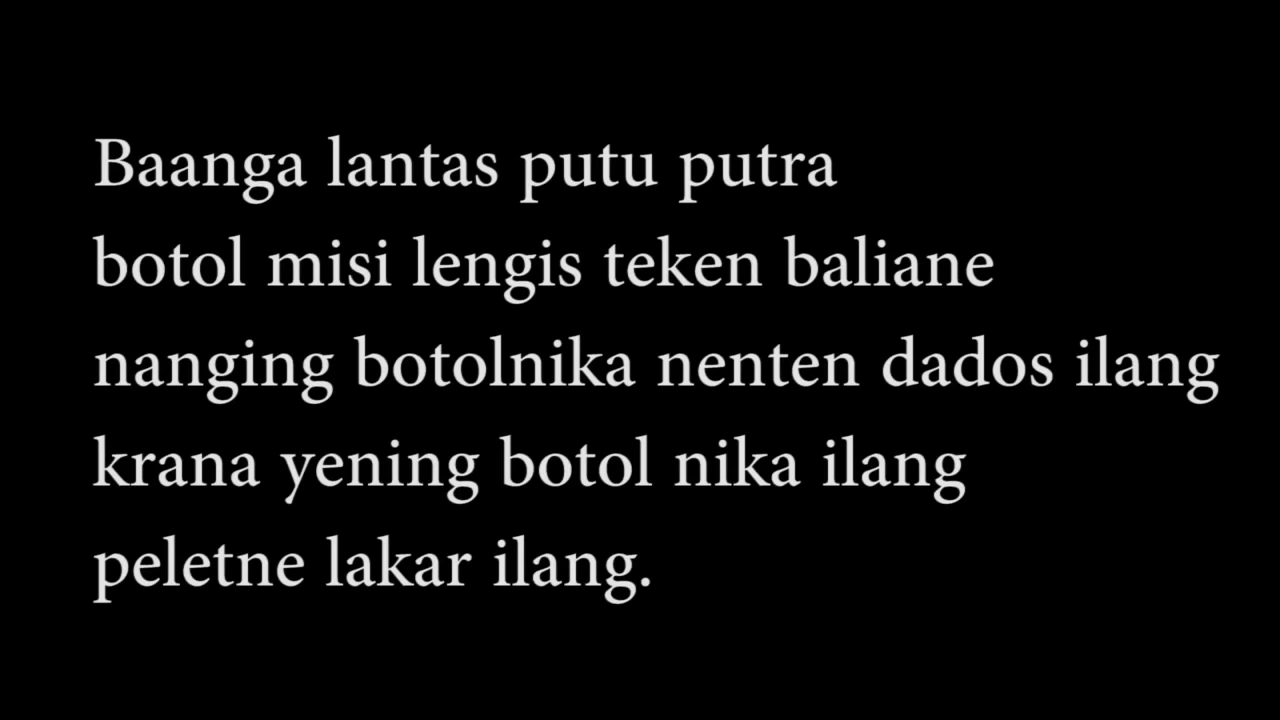 Baanga lantas putu putra
botol misi lengis teken baliane
nanging botolnika nenten dados ilang
krana yening botol nika ilang
peletne lakar ilang.